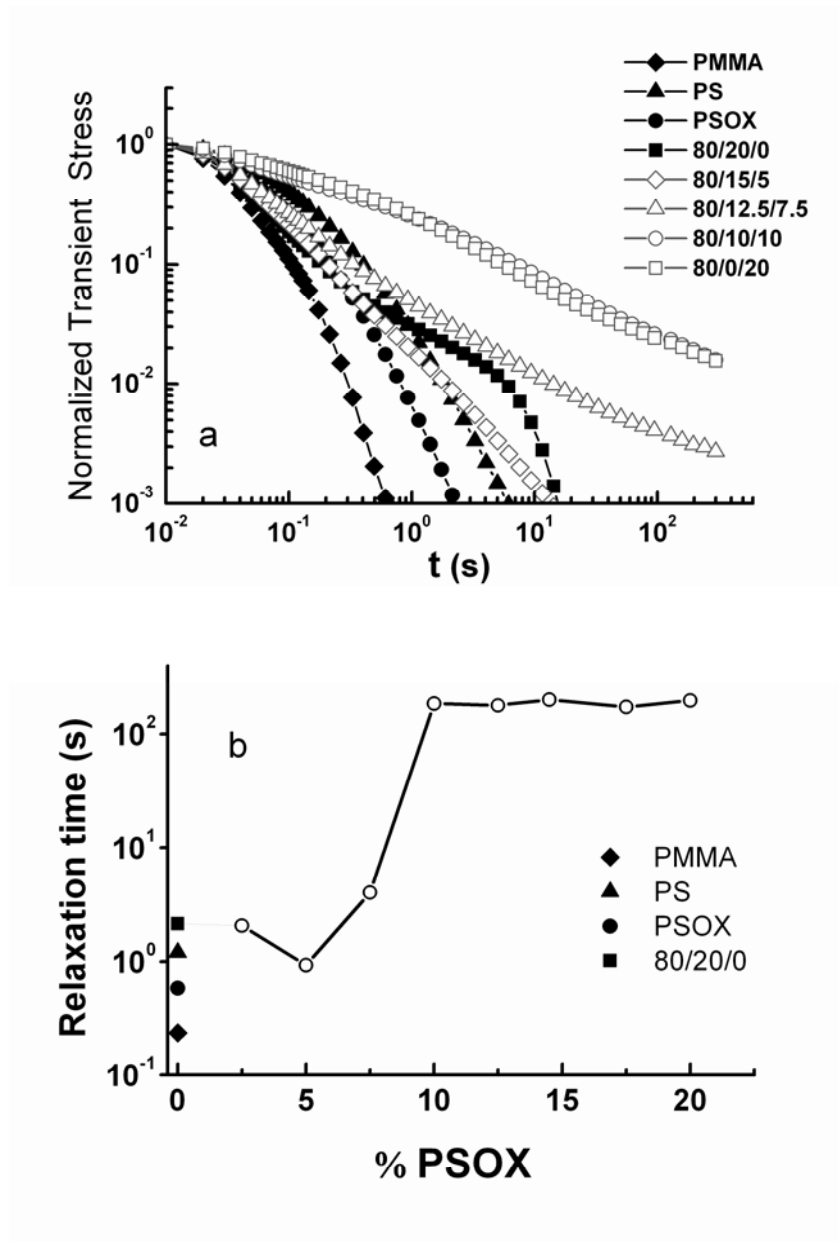 PMMA
PS
PSOX
80/20/0
80/15/5
80/12.5/7.5
80/10/10
80/0/20
Normalized Transient Stress
10⁰
10⁻¹
10⁻²
10⁻³
a
10⁻² 10⁻¹ 10⁰ 10¹ 10²
t (s)
Relaxation time (s)
10²
10¹
10⁰
10⁻¹
b
PMMA
PS
PSOX
80/20/0
0 5 10 15 20
% PSOX